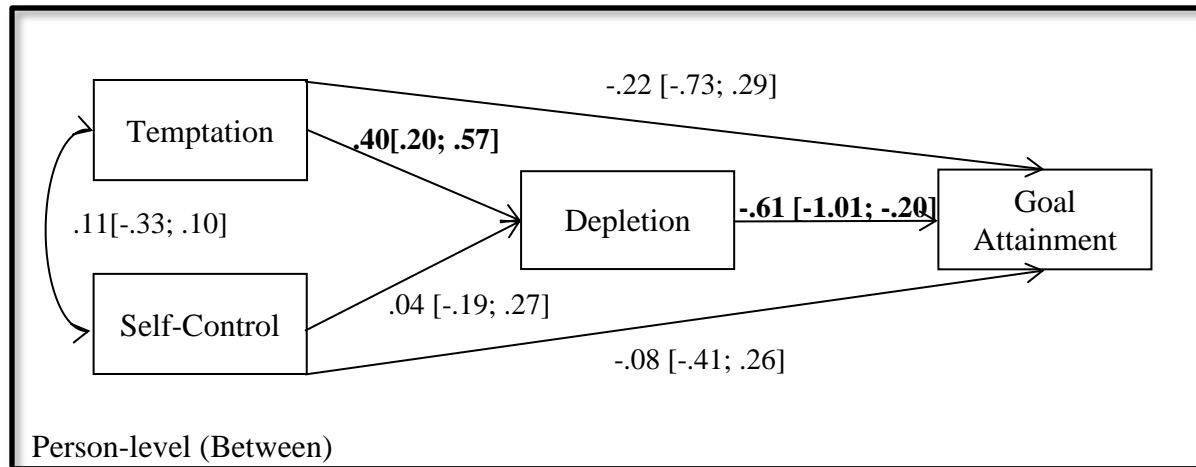 -.22 [-.73; .29]
Temptation
.40[.20; .57]
.11[-.33; .10]
Depletion
-.61 [-1.01; -.20]
Goal
Attainment
Self-Control
.04 [-.19; .27]
-.08 [-.41; .26]
Person-level (Between)